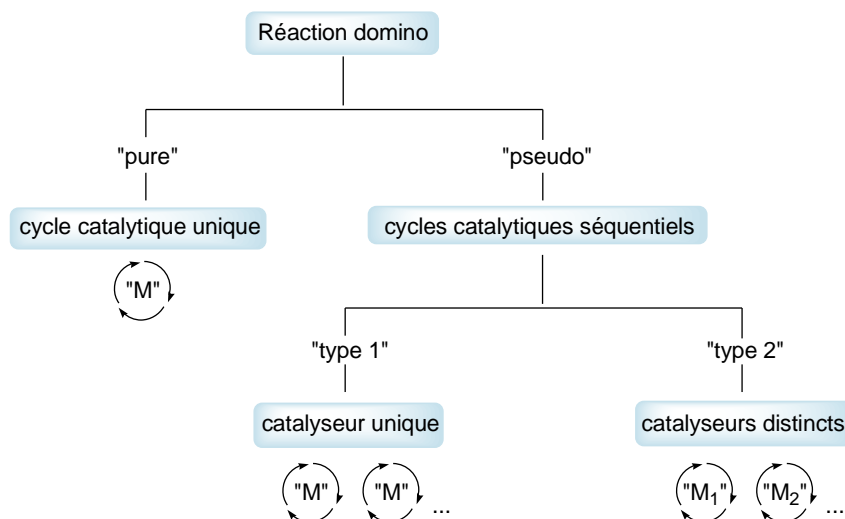 Réaction domino
"pure"
"pseudo"
cycle catalytique unique
cycles catalytiques séquentiels
"M"
"type 1"
"type 2"
catalyseur unique
catalyseurs distincts
"M"
"M"
...
"M₁"
"M₂"
...